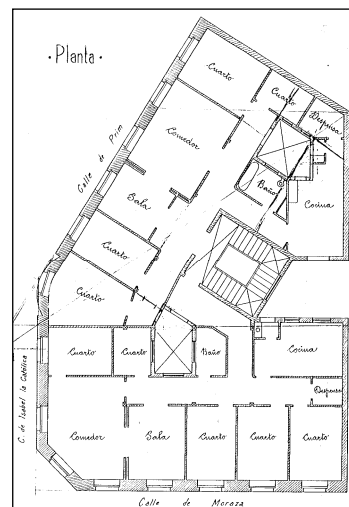 · Planta ·
Cuarto
Cuarto
Despensa
Calle de Prim
Comedor
Baño
Cocina
Sala
Cuarto
Cuarto
C. de Isabel la Católica
Cuarto
Cuarto
Baño
Cocina
Despensa
Comedor
Sala
Cuarto
Cuarto
Cuarto
Calle de Moraza